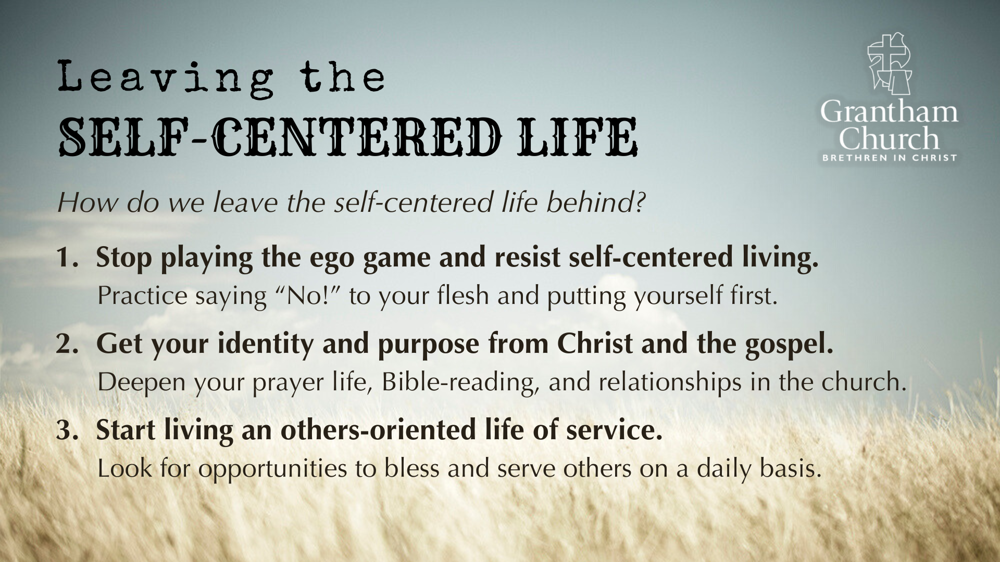 Leaving the
SELF-CENTERED LIFE
Grantham
Church
BRETHREN IN CHRIST
How do we leave the self-centered life behind?
1. Stop playing the ego game and resist self-centered living.
Practice saying “No!” to your flesh and putting yourself first.
2. Get your identity and purpose from Christ and the gospel.
Deepen your prayer life, Bible-reading, and relationships in the church.
3. Start living an others-oriented life of service.
Look for opportunities to bless and serve others on a daily basis.